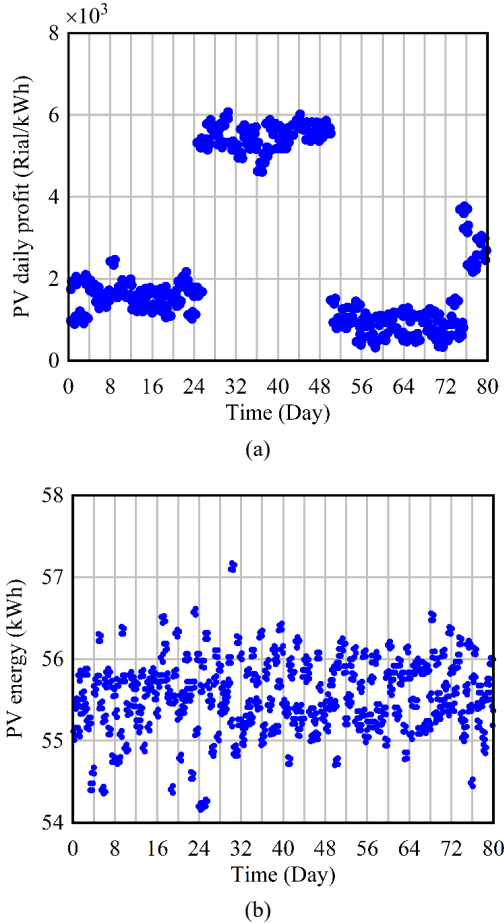 ×10³
8
6
4
2
0
PV daily profit (Rial/kWh)
0 8 16 24 32 40 48 56 64 72 80
Time (Day)
(a)
58
57
56
55
54
PV energy (kWh)
0 8 16 24 32 40 48 56 64 72 80
Time (Day)
(b)